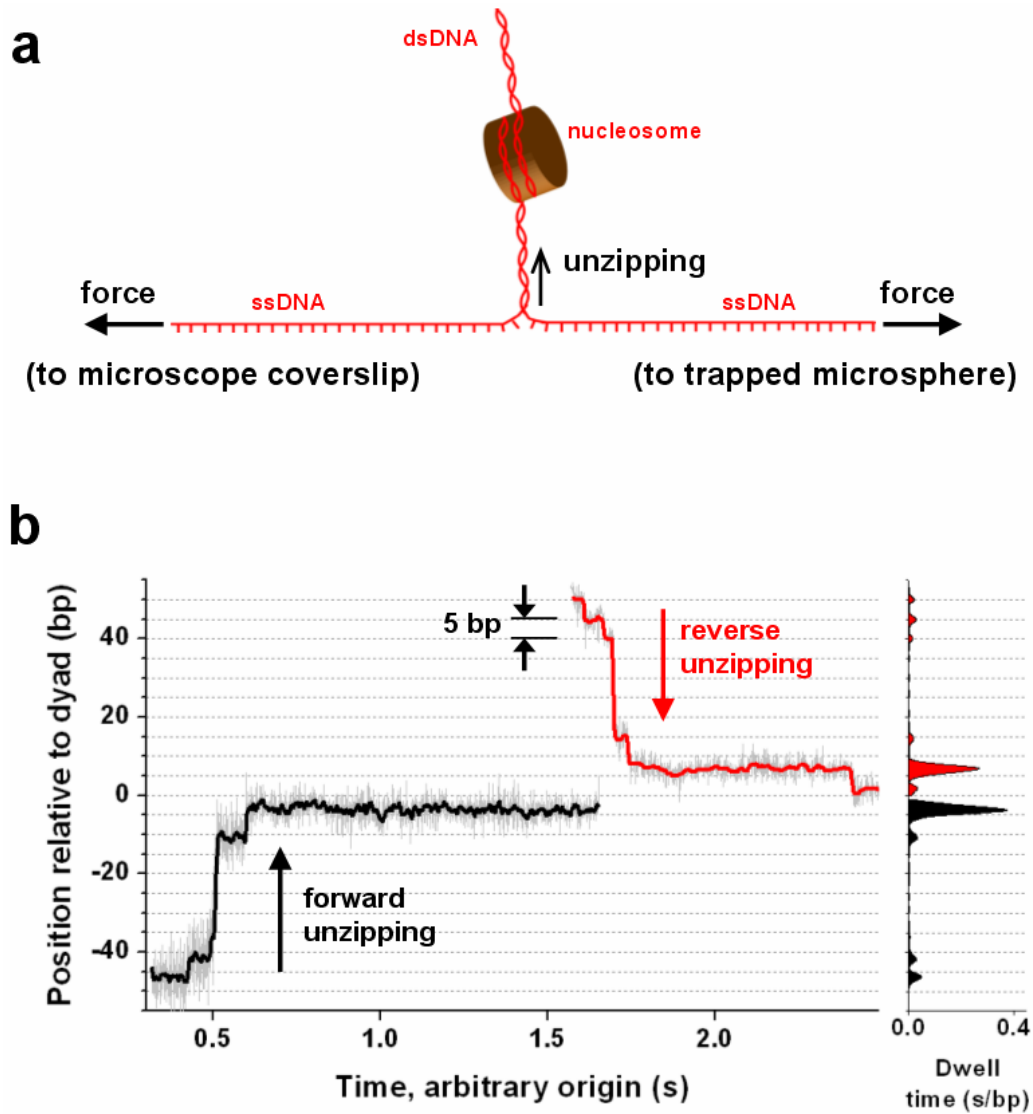 a
dsDNA
nucleosome
unzipping
force
ssDNA
ssDNA
force
(to microscope coverslip)
(to trapped microsphere)
b
Position relative to dyad (bp)
40
20
0
-20
-40
5 bp
reverse
unzipping
forward
unzipping
0.5
1.0
1.5
2.0
Time, arbitrary origin (s)
0.0
0.4
Dwell
time (s/bp)